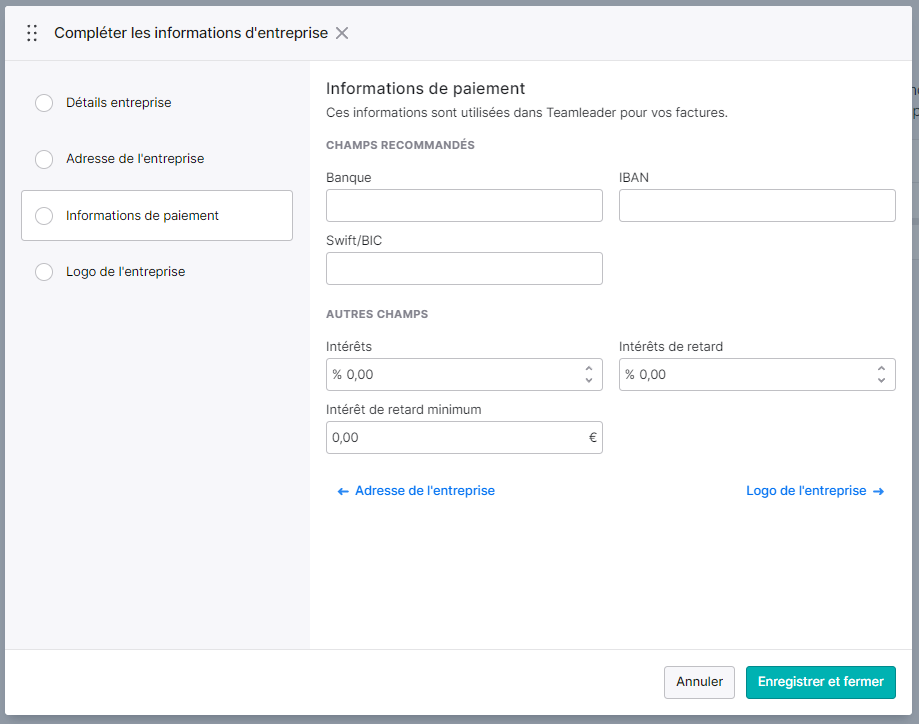 Compléter les informations d'entreprise
Détails entreprise
Adresse de l'entreprise
Informations de paiement
Logo de l'entreprise
Informations de paiement
Ces informations sont utilisées dans Teamleader pour vos factures.
CHAMPS RECOMMANDÉS
Banque IBAN
Swift/BIC
AUTRES CHAMPS
Intérêts Intérêts de retard
% 0,00 % 0,00
Intérêt de retard minimum
0,00 €
← Adresse de l'entreprise Logo de l'entreprise →
Annuler Enregistrer et fermer